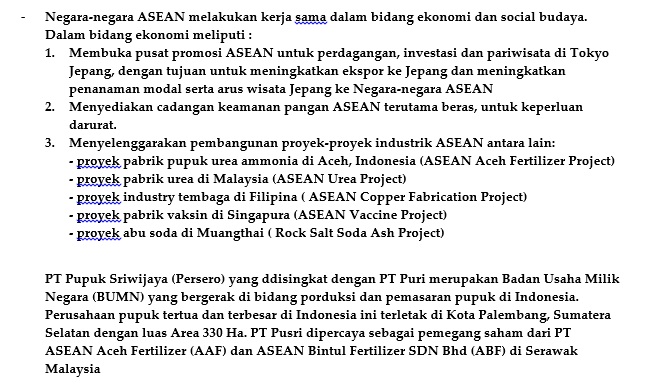 - Negara-negara ASEAN melakukan kerja sama dalam bidang ekonomi dan social budaya.
Dalam bidang ekonomi meliputi :
1. Membuka pusat promosi ASEAN untuk perdagangan, investasi dan pariwisata di Tokyo
Jepang, dengan tujuan untuk meningkatkan ekspor ke Jepang dan meningkatkan
penanaman modal serta arus wisata Jepang ke Negara-negara ASEAN
2. Menyediakan cadangan keamanan pangan ASEAN terutama beras, untuk keperluan
darurat.
3. Menyelenggarakan pembangunan proyek-proyek industrik ASEAN antara lain:
- proyek pabrik pupuk urea ammonia di Aceh, Indonesia (ASEAN Aceh Fertilizer Project)
- proyek pabrik urea di Malaysia (ASEAN Urea Project)
- proyek industry tembaga di Filipina ( ASEAN Copper Fabrication Project)
- proyek pabrik vaksin di Singapura (ASEAN Vaccine Project)
- proyek abu soda di Muangthai ( Rock Salt Soda Ash Project)
PT Pupuk Sriwijaya (Persero) yang ddisingkat dengan PT Puri merupakan Badan Usaha Milik
Negara (BUMN) yang bergerak di bidang porduksi dan pemasaran pupuk di Indonesia.
Perusahaan pupuk tertua dan terbesar di Indonesia ini terletak di Kota Palembang, Sumatera
Selatan dengan luas Area 330 Ha. PT Pusri dipercaya sebagai pemegang saham dari PT
ASEAN Aceh Fertilizer (AAF) dan ASEAN Bintul Fertilizer SDN Bhd (ABF) di Serawak
Malaysia